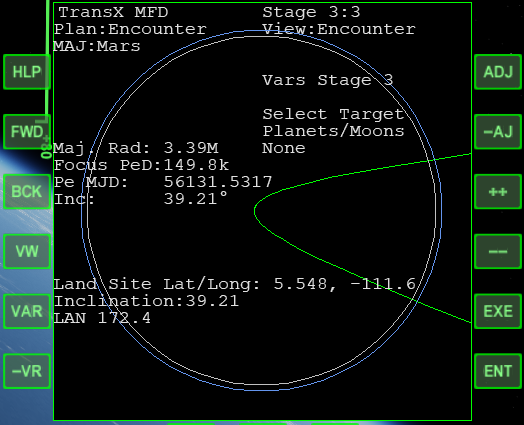 TransX MFD Stage 3:3
Plan:Encounter View:Encounter
MAJ:Mars
HLP
ADJ
Vars Stage 3
Select Target
FWD
Planets/Moons
-AJ
Maj. Rad: 3.39M None
Focus PeD:149.8k
Pe MJD: 56131.5317
BCK
++
Inc: 39.21°
VW
--
Land Site Lat/Long: 5.548, -111.6
Inclination:39.21
VAR
EXE
LAN 172.4
-VR
ENT